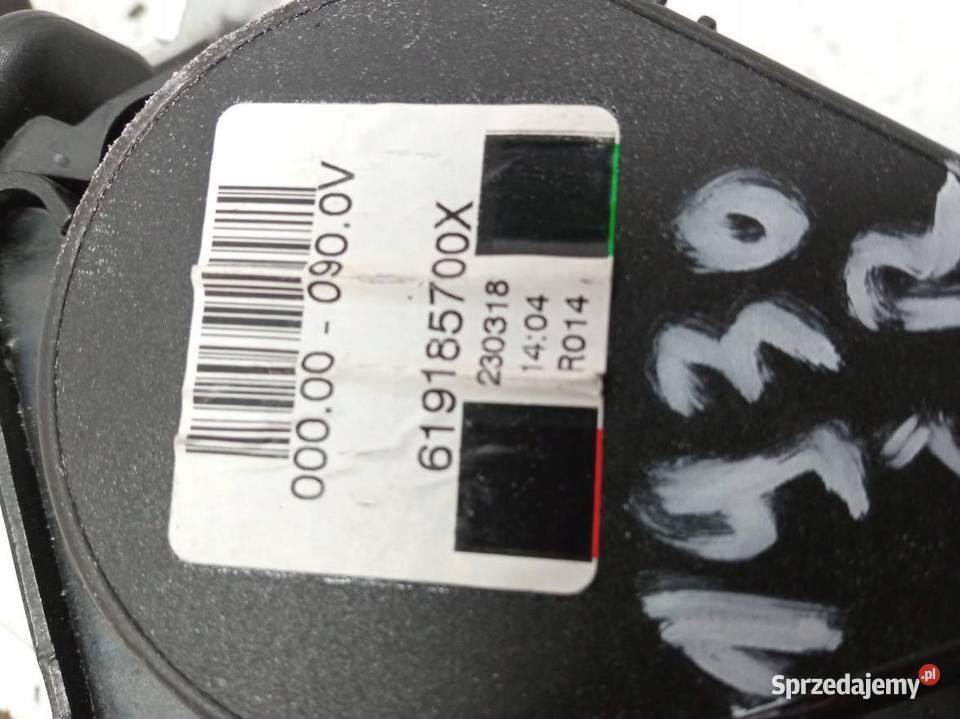 000.00 - 090.0V
619185700X
230318
14:04
R014
Sprzedajemy.pl